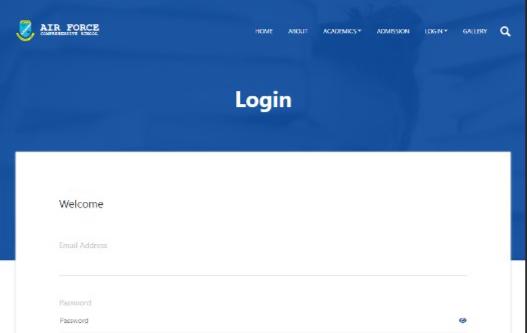 AIR FORCE
COMPREHENSIVE SCHOOL
HOME ABOUT ACADEMICS ADMISSION LOGIN GALLERY
Login
Welcome
Email Address
Password
Password